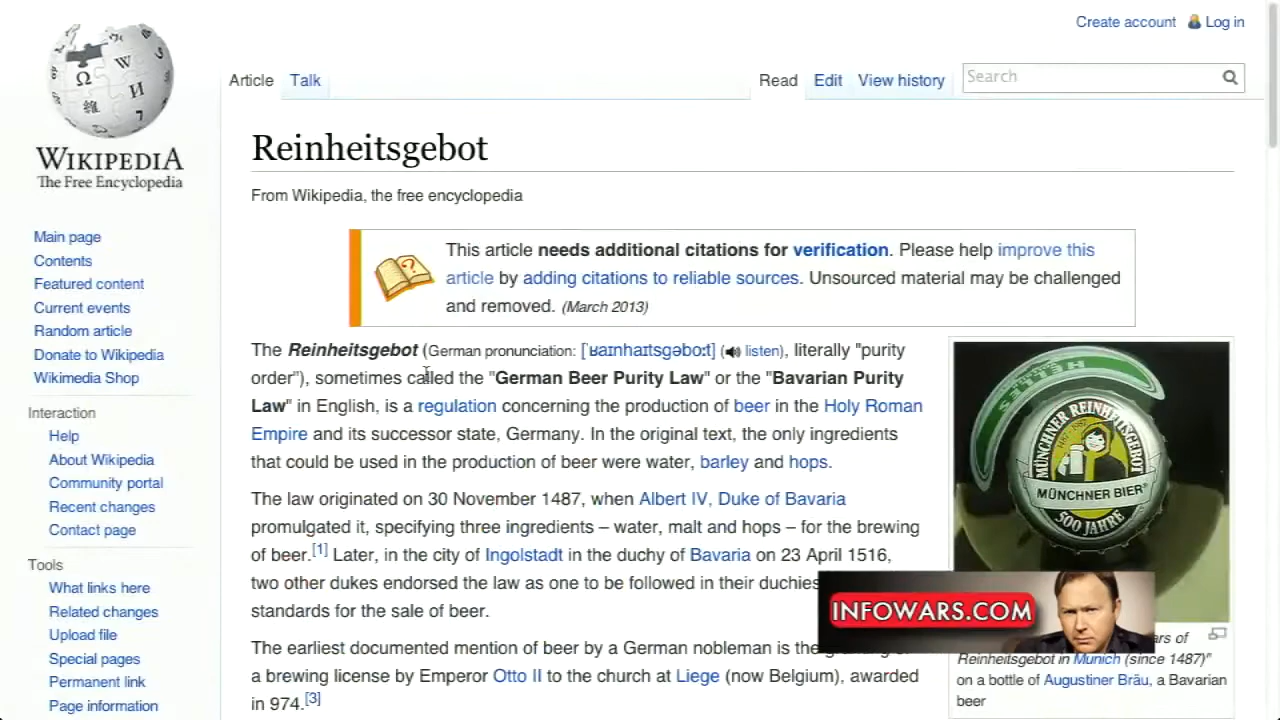 Create account
Log in
Article
Talk
Read
Edit
View history
Search
WIKIPEDIA
The Free Encyclopedia
Main page
Contents
Featured content
Current events
Random article
Donate to Wikipedia
Wikimedia Shop
Interaction
Help
About Wikipedia
Community portal
Recent changes
Contact page
Tools
What links here
Related changes
Upload file
Special pages
Permanent link
Page information
Reinheitsgebot
From Wikipedia, the free encyclopedia
This article needs additional citations for verification. Please help improve this
article by adding citations to reliable sources. Unsourced material may be challenged
and removed. (March 2013)
The Reinheitsgebot (German pronunciation: [ˈʁaɪnhaɪtsɡəboːt] ( listen), literally "purity
order"), sometimes called the "German Beer Purity Law" or the "Bavarian Purity
Law" in English, is a regulation concerning the production of beer in the Holy Roman
Empire and its successor state, Germany. In the original text, the only ingredients
that could be used in the production of beer were water, barley and hops.
The law originated on 30 November 1487, when Albert IV, Duke of Bavaria
promulgated it, specifying three ingredients – water, malt and hops – for the brewing
of beer.[1] Later, in the city of Ingolstadt in the duchy of Bavaria on 23 April 1516,
two other dukes endorsed the law as one to be followed in their duchies
standards for the sale of beer.
The earliest documented mention of beer by a German nobleman is the
a brewing license by Emperor Otto II to the church at Liege (now Belgium), awarded
in 974.[3]
HELLES
MÜNCHNER REINHEITSGEBOT
1487-1987
MÜNCHNER BIER
500 JAHRE
INFOWARS.COM
of
Reinheitsgebot in Munich (since 1487)"
on a bottle of Augustiner Bräu, a Bavarian
beer